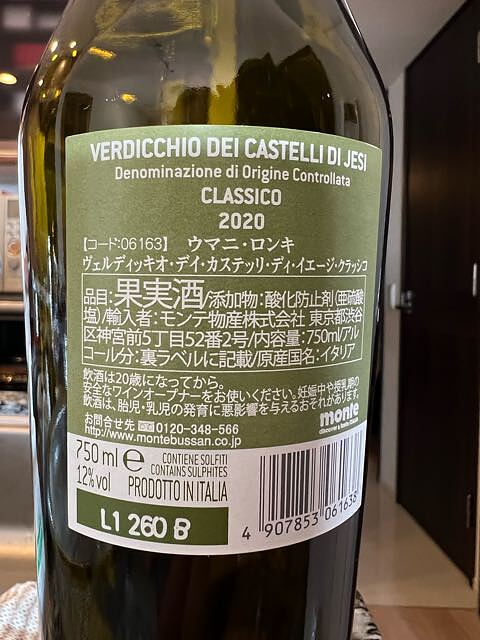 VERDICCHIO DEI CASTELLI DI JESI
Denominazione di Origine Controllata
CLASSICO
2020
【コード:06163】 ウマニ・ロンキ
ヴェルディッキオ・デイ・カステッリ・ディ・イエージ・クラッシコ
品目:果実酒/添加物:酸化防止剤(亜硫酸
塩)/輸入者:モンテ物産株式会社 東京都渋谷
区神宮前5丁目52番2号/内容量:750ml/アル
コール分:裏ラベルに記載/原産国名:イタリア
飲酒は20歳になってから。
安全なワインオープナーをお使いください。妊娠中や授乳期の
飲酒は、胎児・乳児の発育に悪影響を与えるおそれがあります。
お問合せ先 0120-348-566
http://www.montebussan.co.jp
monte
750 ml e
12% vol
CONTIENE SOLFITI
CONTAINS SULPHITES
PRODOTTO IN ITALIA
L1 260 B
4 907853 061638